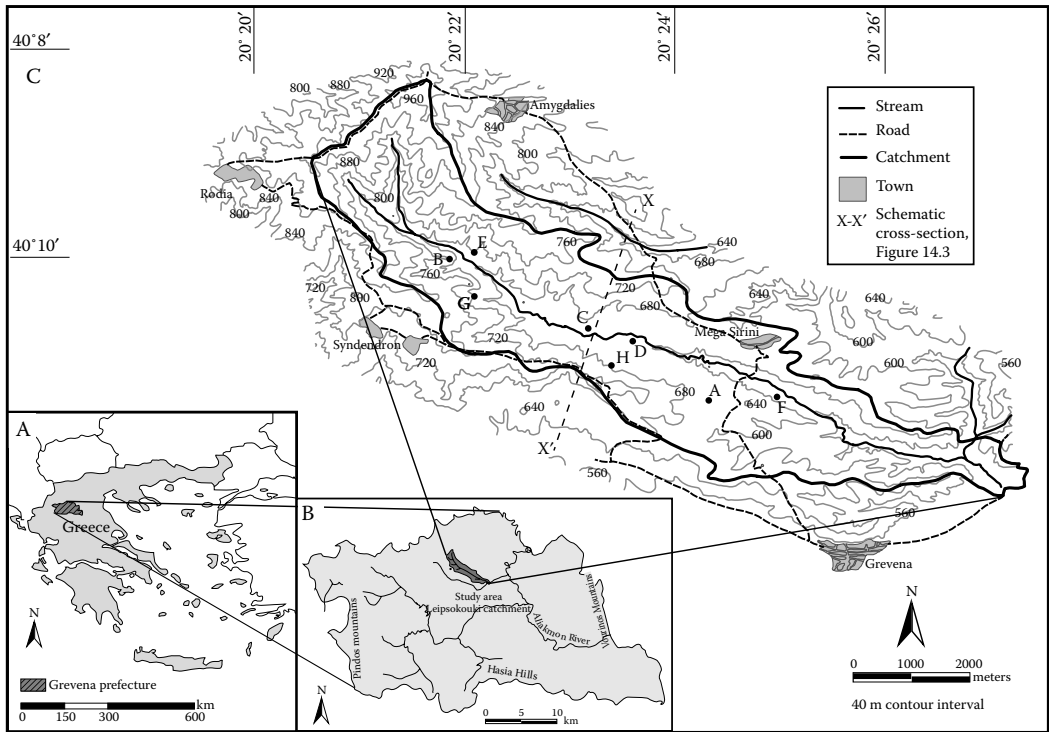 20° 20′
20° 22′
20° 24′
20° 26′
40° 8′
C
920
800
880
960
Amygdalies
840
800
880
Rodia
840
800
800
840
X
40° 10′
E
760
640
B
680
760
720
G
800
720
680
640
640
C
Mega Sirini
Syndendron
720
D
600
600
560
H
720
680
A
640
F
640
600
X′
560
560
Grevena
Stream
Road
Catchment
Town
X-X′ Schematic
cross-section,
Figure 14.3
N
0 1000 2000
meters
40 m contour interval
A
Greece
N
Grevena prefecture
km
0 150 300 600
B
Study area
Leipsokouki catchment
Pindos mountains
Aliakmon River
Vourinos Mountains
Hasia Hills
N
0 5 10
km